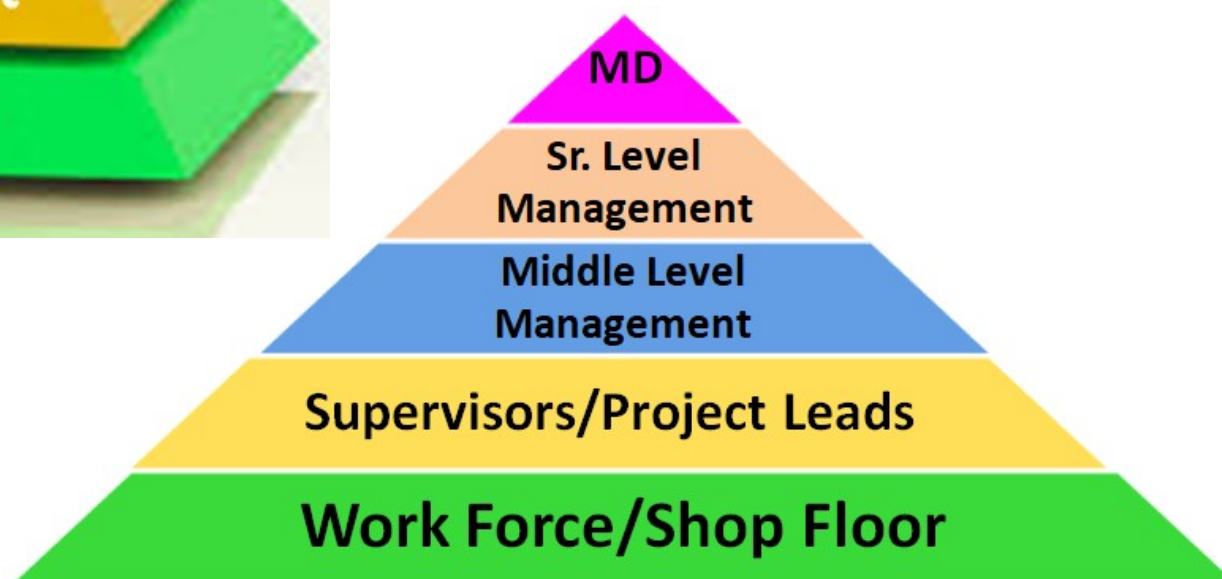 MD
Sr. Level
Management
Middle Level
Management
Supervisors/Project Leads
Work Force/Shop Floor